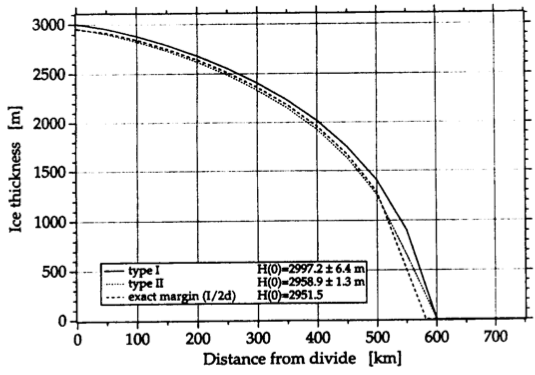 3000
2500
2000
1500
1000
500
0
Ice thickness [m]
type I H(0)=2997.2 ± 6.4 m
type II H(0)=2958.9 ± 1.3 m
exact margin (I/2d) H(0)=2951.5
0 100 200 300 400 500 600 700
Distance from divide [km]